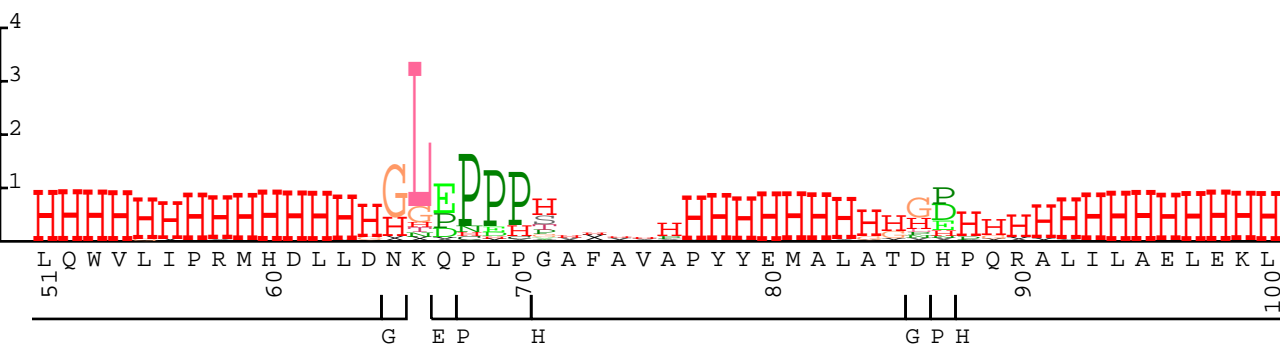 4
3
2
1
H H H H H H H H H H H H H H G L E P P P H H H H H H H H H H H G P H H H H H H H H H H H H H
L Q W V L I P R M H D L L D N K Q P L P G A F A V A P Y Y E M A L A T D H P Q R A L I L A E L E K L
51 60 70 80 90 100
G E P H G P H